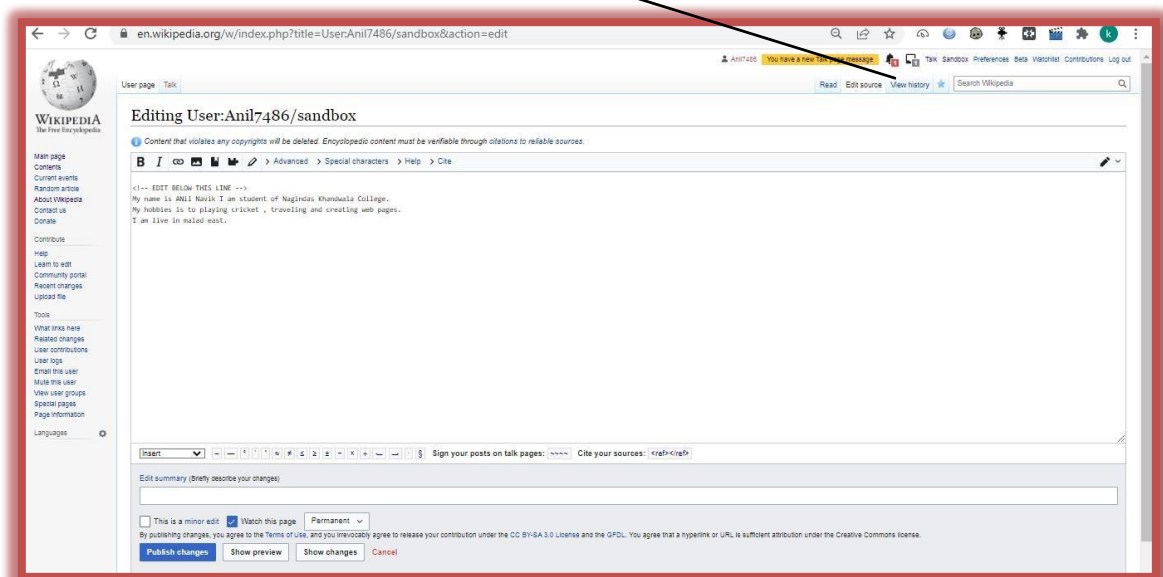 en.wikipedia.org/w/index.php?title=User:Anil7486/sandbox&action=edit
k
Anil7486 You have a new Talk page message Talk Sandbox Preferences Beta Watchlist Contributions Log out
User page Talk Read Edit source View history Search Wikipedia
WIKIPEDIA
The Free Encyclopedia
Editing User:Anil7486/sandbox
Content that violates any copyrights will be deleted. Encyclopedic content must be verifiable through citations to reliable sources.
B I > Advanced > Special characters > Help > Cite
<!-- EDIT BELOW THIS LINE -->
My name is ANIl Navik I am student of Nagindas Khandwala College.
My hobbies is to playing cricket , traveling and creating web pages.
I am live in malad east.
Main page
Contents
Current events
Random article
About Wikipedia
Contact us
Donate
Contribute
Help
Learn to edit
Community portal
Recent changes
Upload file
Tools
What links here
Related changes
User contributions
User logs
Email this user
Mute this user
View user groups
Special pages
Page information
Languages
Insert – — ° ′ ″ ≈ ≠ ≤ ≥ ± − × ÷ ← → · § Sign your posts on talk pages: ~~~~ Cite your sources: <ref></ref>
Edit summary (Briefly describe your changes)
This is a minor edit Watch this page Permanent
By publishing changes, you agree to the Terms of Use, and you irrevocably agree to release your contribution under the CC BY-SA 3.0 License and the GFDL. You agree that a hyperlink or URL is sufficient attribution under the Creative Commons license.
Publish changes Show preview Show changes Cancel